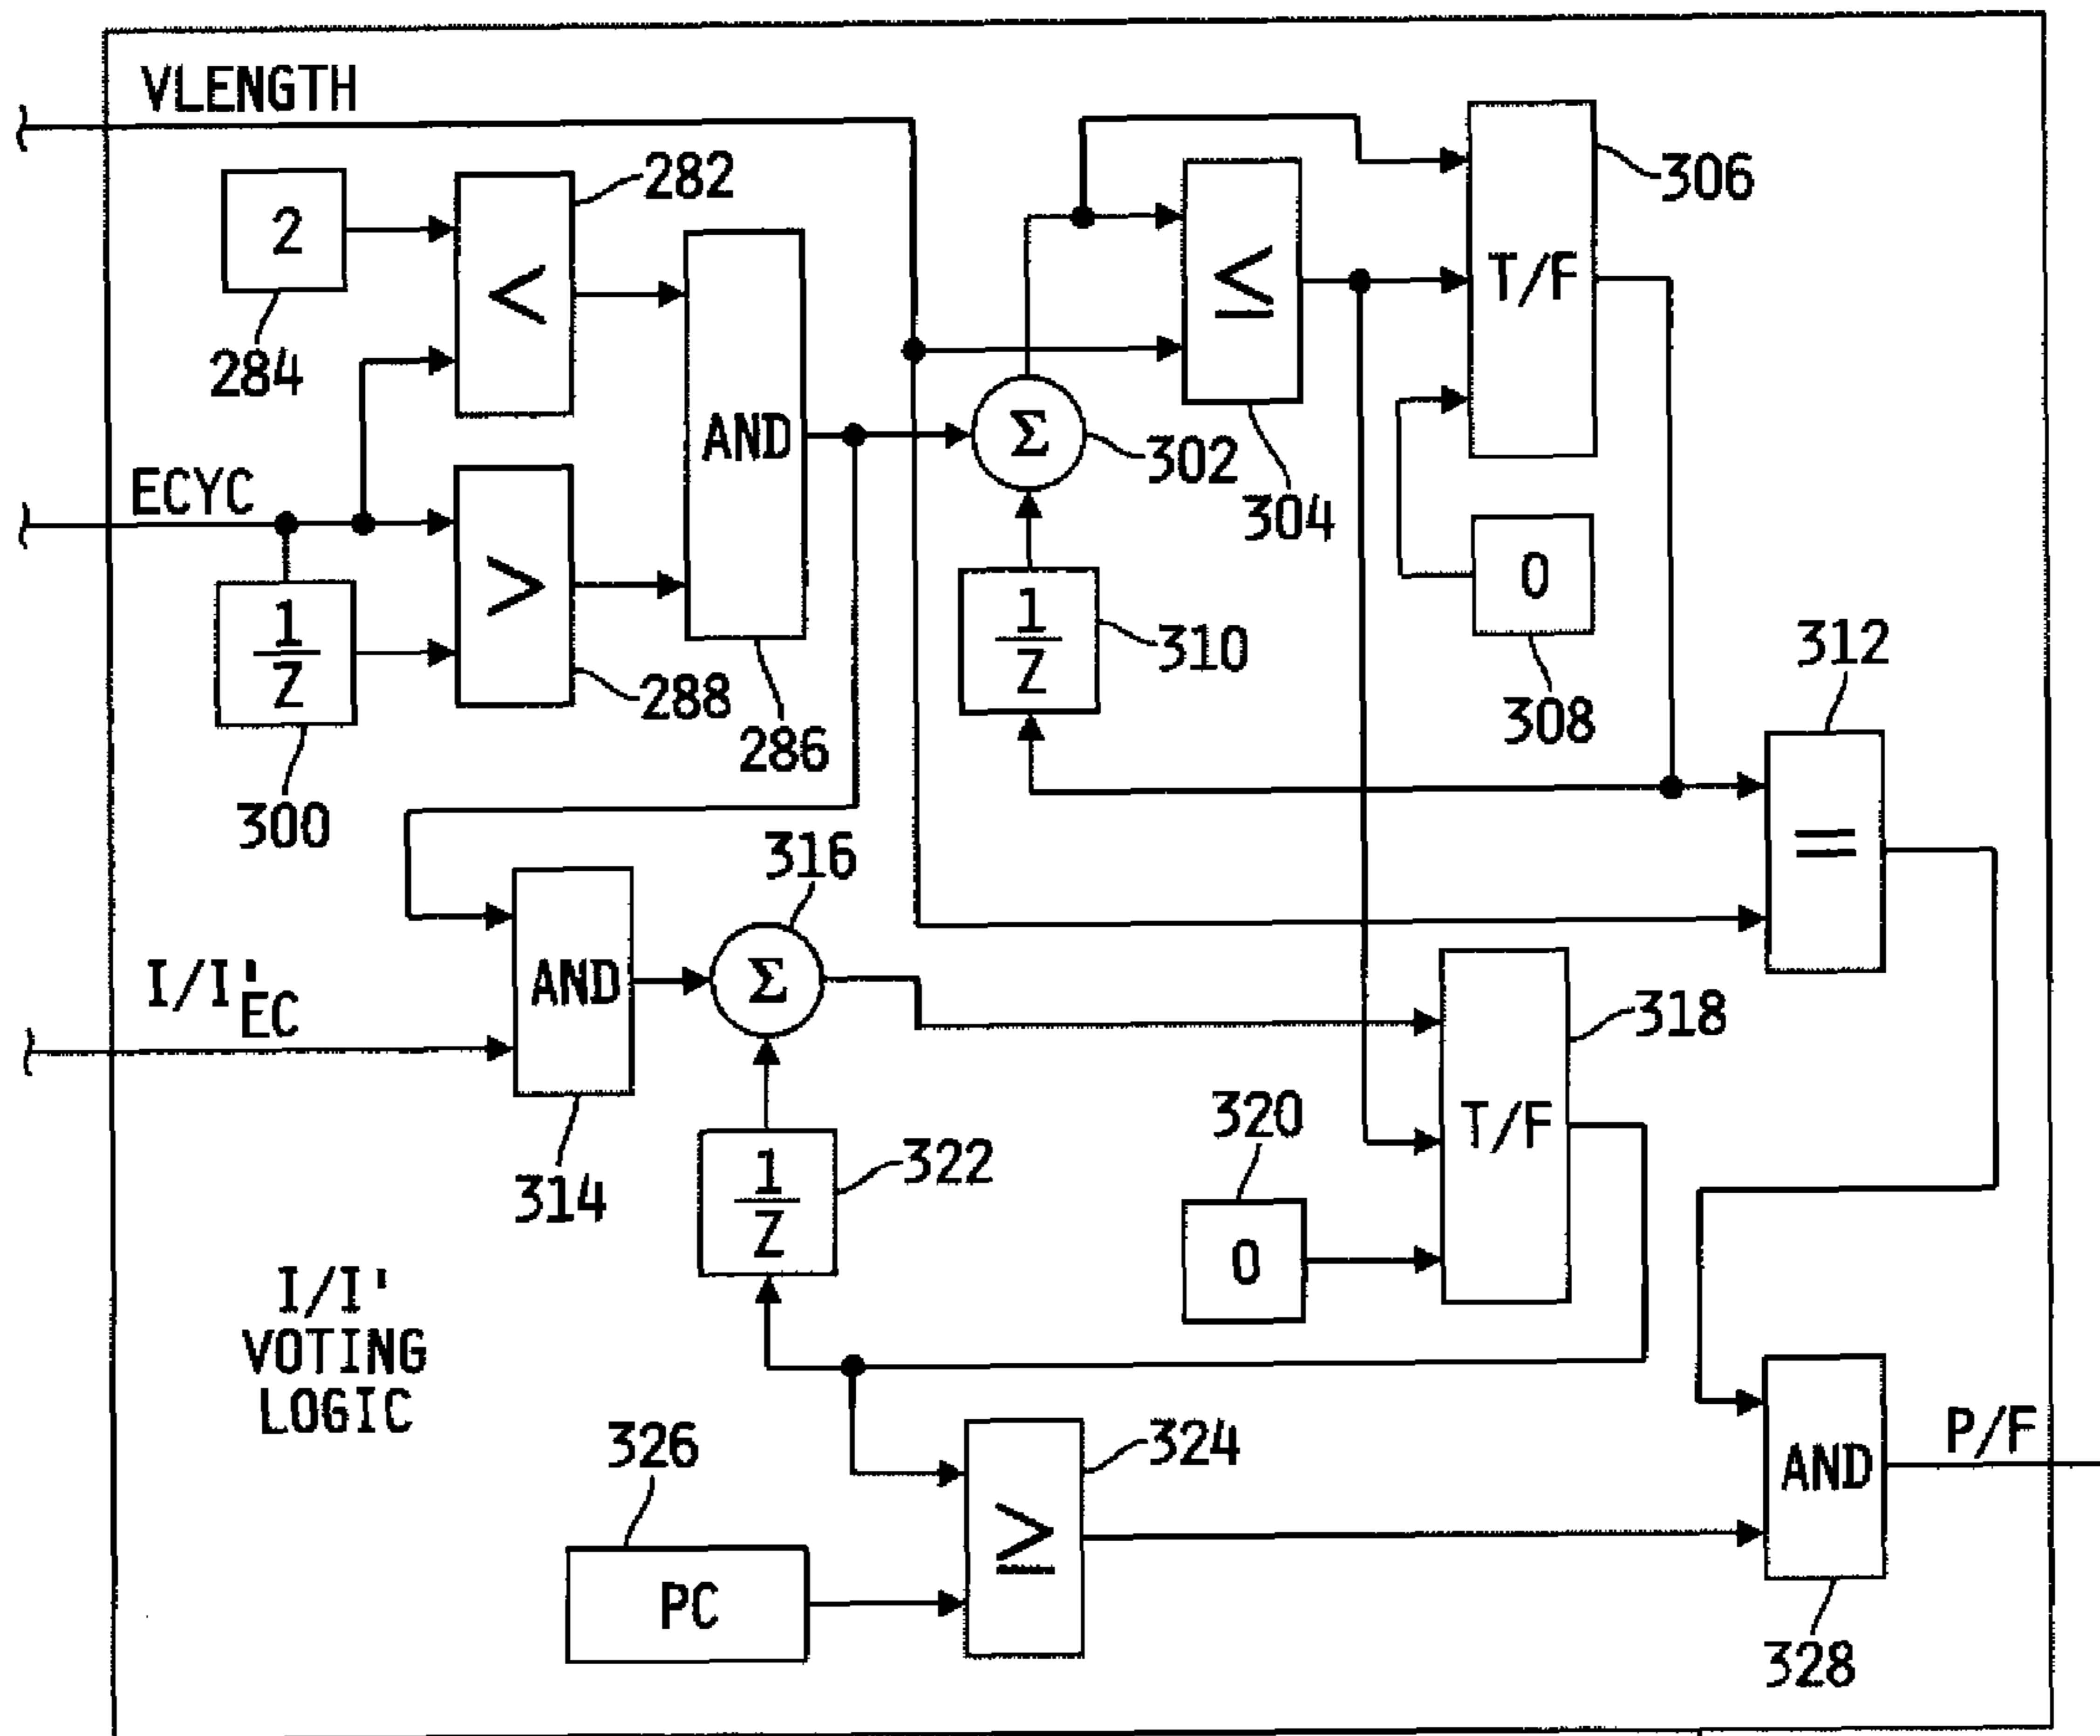 VLENGTH
282
2
<
284
306
≤
T/F
AND
Σ
302
304
ECYC
>
1
Z
288
286
300
1
Z
310
0
308
312
=
316
I/I'EC
AND
Σ
314
318
T/F
320
0
1
Z
322
I/I'
VOTING
LOGIC
326
PC
324
≥
AND
P/F
328